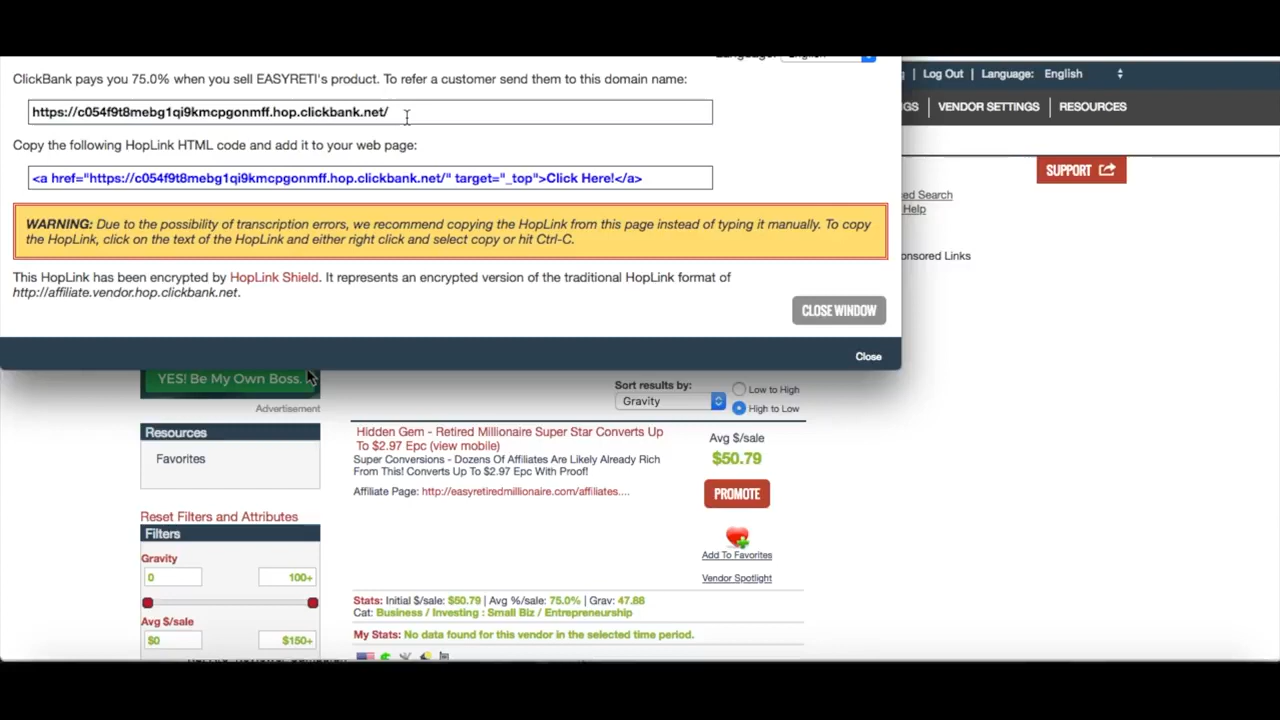 Language: English
ClickBank pays you 75.0% when you sell EASYRETI's product. To refer a customer send them to this domain name:
https://c054f9t8mebg1qi9kmcpgonmff.hop.clickbank.net/
Copy the following HopLink HTML code and add it to your web page:
<a href="https://c054f9t8mebg1qi9kmcpgonmff.hop.clickbank.net/" target="_top">Click Here!</a>
WARNING: Due to the possibility of transcription errors, we recommend copying the HopLink from this page instead of typing it manually. To copy
the HopLink, click on the text of the HopLink and either right click and select copy or hit Ctrl-C.
This HopLink has been encrypted by HopLink Shield. It represents an encrypted version of the traditional HopLink format of
http://affiliate.vendor.hop.clickbank.net.
CLOSE WINDOW
Close
Log Out | Language: English
GS | VENDOR SETTINGS | RESOURCES
SUPPORT
ed Search
Help
onsored Links
YES! Be My Own Boss.
Advertisement
Resources
Favorites
Reset Filters and Attributes
Filters
Gravity
0 100+
Avg $/sale
$0 $150+
Sort results by:
Gravity
Low to High
High to Low
Hidden Gem - Retired Millionaire Super Star Converts Up
To $2.97 Epc (view mobile)
Super Conversions - Dozens Of Affiliates Are Likely Already Rich
From This! Converts Up To $2.97 Epc With Proof!
Affiliate Page: http://easyretiredmillionaire.com/affiliates....
Avg $/sale
$50.79
PROMOTE
Add To Favorites
Vendor Spotlight
Stats: Initial $/sale: $50.79 | Avg %/sale: 75.0% | Grav: 47.88
Cat: Business / Investing : Small Biz / Entrepreneurship
My Stats: No data found for this vendor in the selected time period.